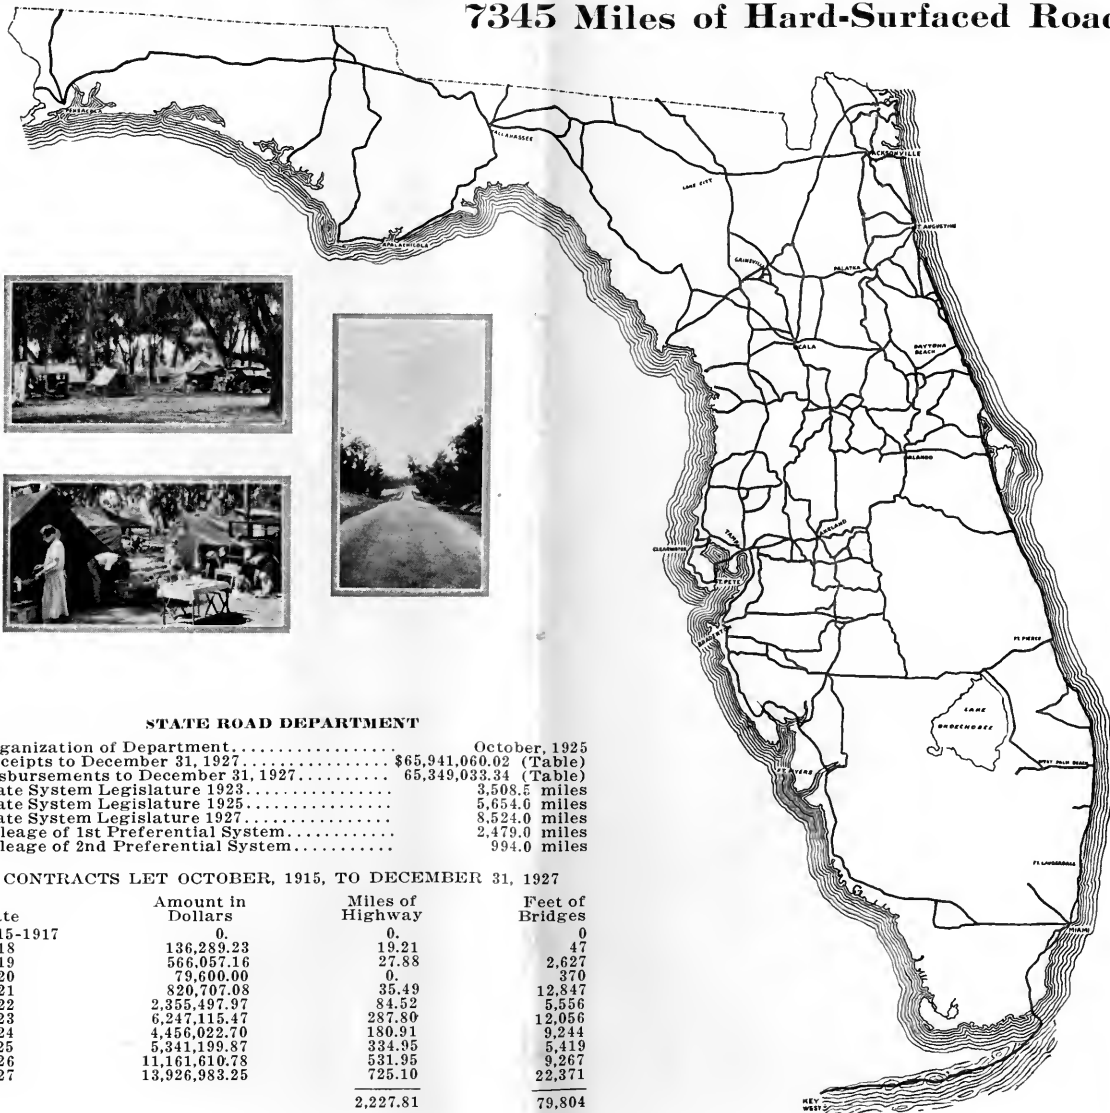 7345 Miles of Hard-Surfaced Road
PENSACOLA
TALLAHASSEE
APALACHICOLA
LAKE CITY
JACKSONVILLE
ST. AUGUSTINE
GAINESVILLE
PALATKA
OCALA
DAYTONA
BEACH
ORLANDO
CLEARWATER
TAMPA
LAKELAND
ST. PETE
FT. PIERCE
LAKE
OKEECHOBEE
WEST PALM BEACH
FT. MYERS
FT. LAUDERDALE
MIAMI
KEY
WEST
STATE ROAD DEPARTMENT
ganization of Department................. October, 1925
ceipts to December 31, 1927................ $65,941,060.02 (Table)
sbursements to December 31, 1927.......... 65,349,033.34 (Table)
ate System Legislature 1923................ 3,508.5 miles
ate System Legislature 1925................ 5,654.0 miles
ate System Legislature 1927................ 8,524.0 miles
leage of 1st Preferential System............ 2,479.0 miles
leage of 2nd Preferential System........... 994.0 miles
CONTRACTS LET OCTOBER, 1915, TO DECEMBER 31, 1927
Amount in Miles of Feet of
te Dollars Highway Bridges
15-1917 0. 0. 0
18 136,289.23 19.21 47
19 566,057.16 27.88 2,627
20 79,600.00 0. 370
21 820,707.08 35.49 12,847
22 2,355,497.97 84.52 5,556
23 6,247,115.47 287.80 12,056
24 4,456,022.70 180.91 9,244
25 5,341,199.87 334.95 5,419
26 11,161,610.78 531.95 9,267
27 13,926,983.25 725.10 22,371
2,227.81 79,804